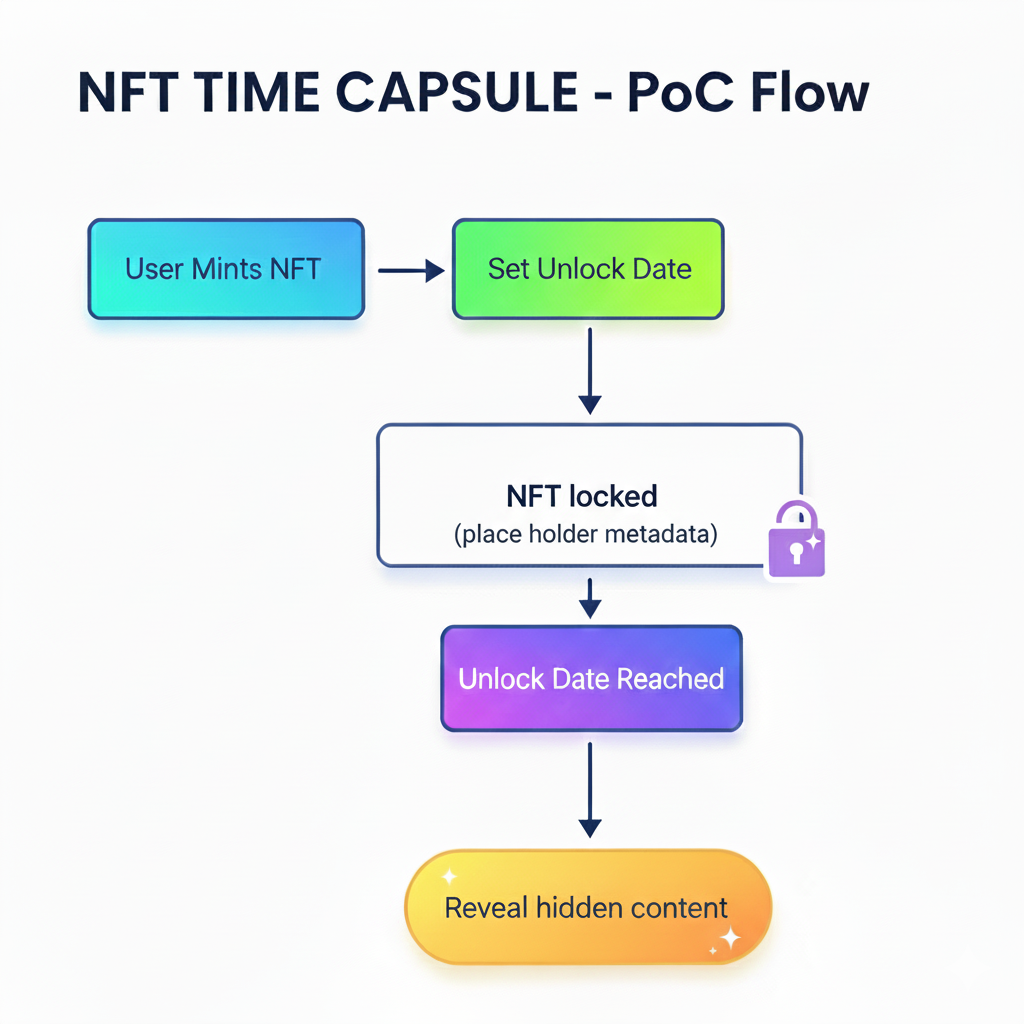 NFT TIME CAPSULE - PoC Flow
User Mints NFT
Set Unlock Date
NFT locked
(place holder metadata)
Unlock Date Reached
Reveal hidden content